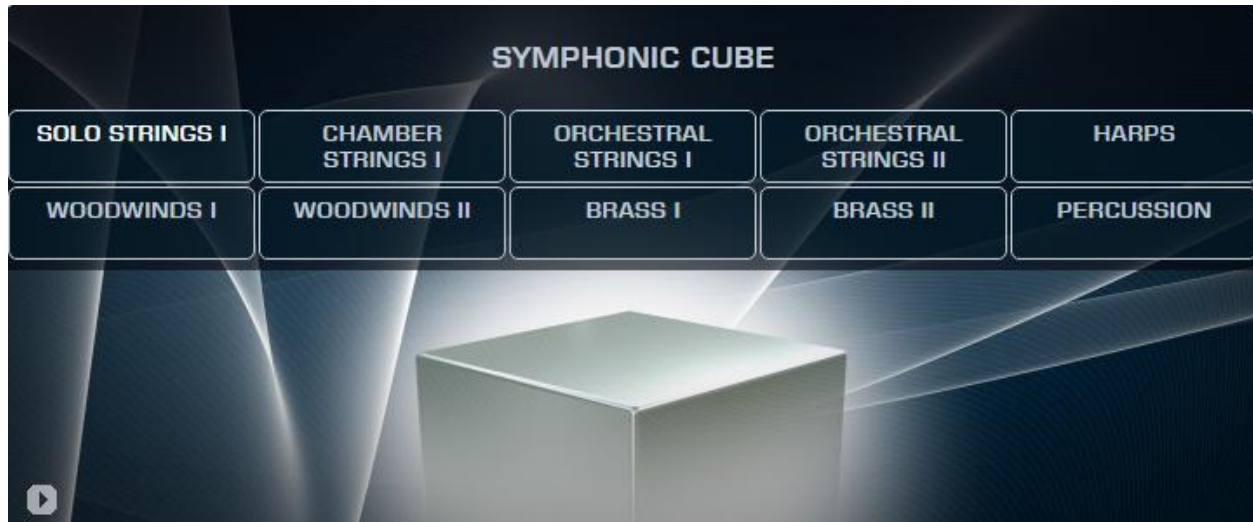 SYMPHONIC CUBE
SOLO STRINGS I
CHAMBER
STRINGS I
ORCHESTRAL
STRINGS I
ORCHESTRAL
STRINGS II
HARPS
WOODWINDS I
WOODWINDS II
BRASS I
BRASS II
PERCUSSION